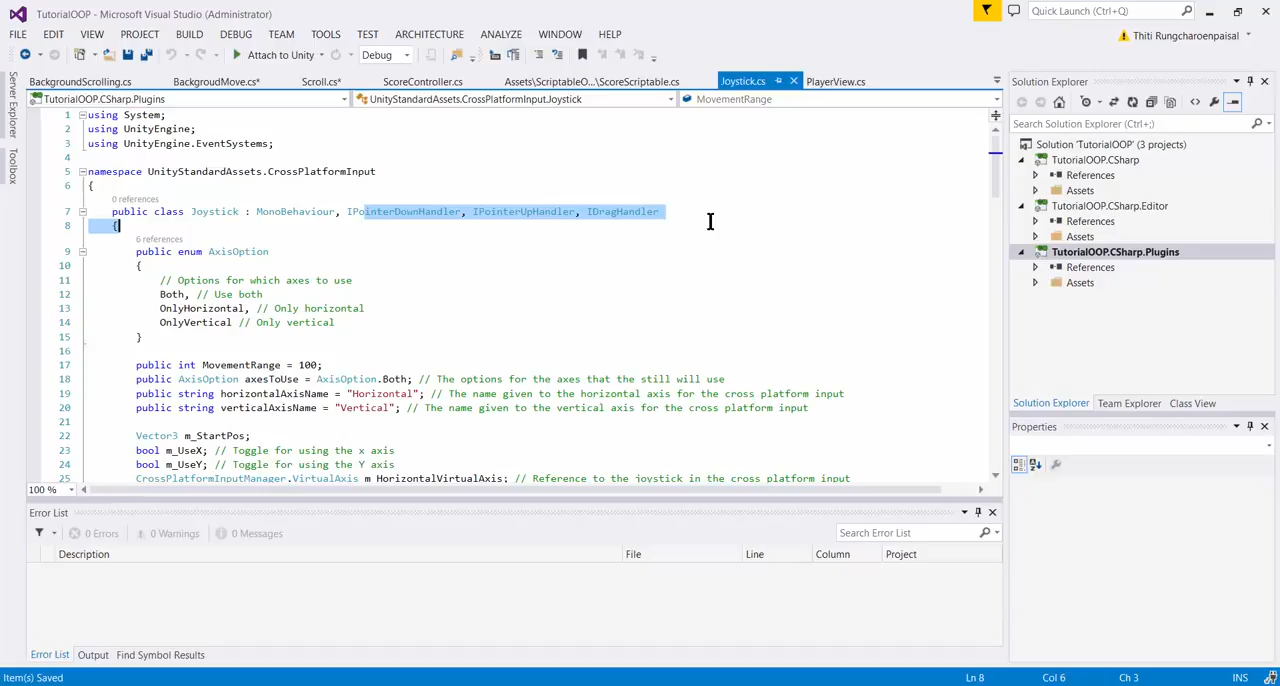 TutorialOOP - Microsoft Visual Studio (Administrator)
Quick Launch (Ctrl+Q)
FILE EDIT VIEW PROJECT BUILD DEBUG TEAM TOOLS TEST ARCHITECTURE ANALYZE WINDOW HELP
Thiti Rungcharoenpaisal
Attach to Unity Debug
Server Explorer
Toolbox
BackgroundScrolling.cs BackgroudMove.cs* Scroll.cs* ScoreController.cs Assets\ScriptableO...\ScoreScriptable.cs Joystick.cs PlayerView.cs
TutorialOOP.CSharp.Plugins UnityStandardAssets.CrossPlatformInput.Joystick MovementRange
1 using System;
2 using UnityEngine;
3 using UnityEngine.EventSystems;
4
5 namespace UnityStandardAssets.CrossPlatformInput
6 {
0 references
7 public class Joystick : MonoBehaviour, IPointerDownHandler, IPointerUpHandler, IDragHandler
8 {
6 references
9 public enum AxisOption
10 {
11 // Options for which axes to use
12 Both, // Use both
13 OnlyHorizontal, // Only horizontal
14 OnlyVertical // Only vertical
15 }
16
17 public int MovementRange = 100;
18 public AxisOption axesToUse = AxisOption.Both; // The options for the axes that the still will use
19 public string horizontalAxisName = "Horizontal"; // The name given to the horizontal axis for the cross platform input
20 public string verticalAxisName = "Vertical"; // The name given to the vertical axis for the cross platform input
21
22 Vector3 m_StartPos;
23 bool m_UseX; // Toggle for using the x axis
24 bool m_UseY; // Toggle for using the Y axis
25 CrossPlatformInputManager.VirtualAxis m_HorizontalVirtualAxis; // Reference to the joystick in the cross platform input
100 %
Solution Explorer
Search Solution Explorer (Ctrl+;)
Solution 'TutorialOOP' (3 projects)
TutorialOOP.CSharp
References
Assets
TutorialOOP.CSharp.Editor
References
Assets
TutorialOOP.CSharp.Plugins
References
Assets
Solution Explorer Team Explorer Class View
Properties
Error List
0 Errors 0 Warnings 0 Messages
Search Error List
Description File Line Column Project
Error List Output Find Symbol Results
Item(s) Saved Ln 8 Col 6 Ch 3 INS